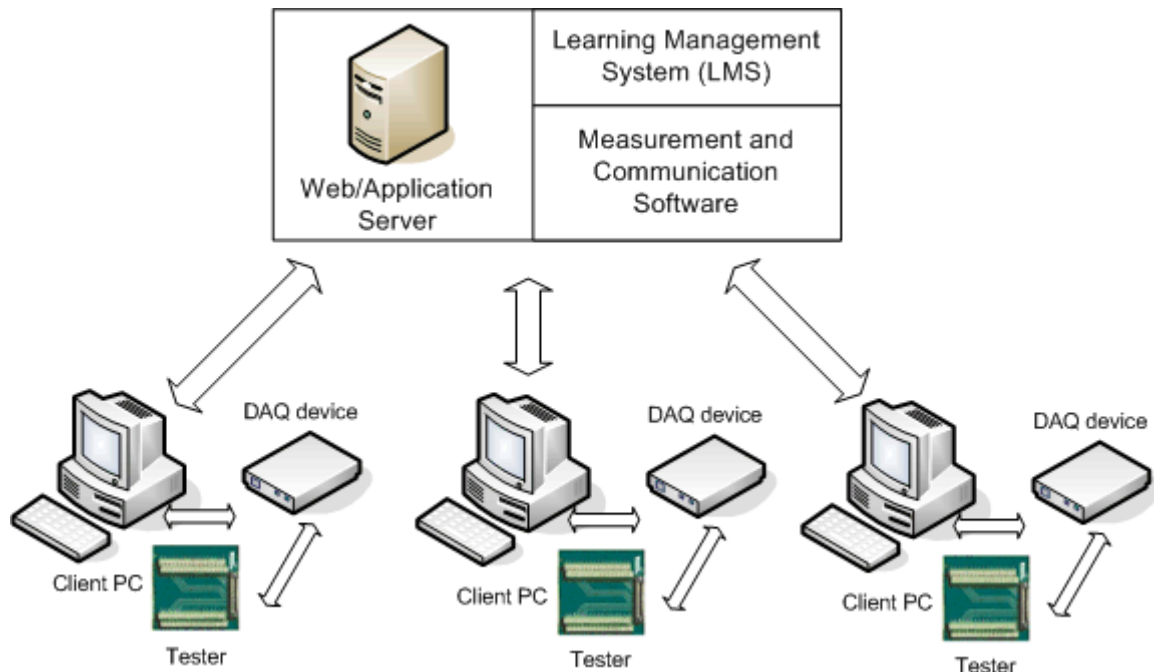 Learning Management
System (LMS)
Web/Application
Server
Measurement and
Communication
Software
DAQ device
Client PC
Tester
DAQ device
Client PC
Tester
DAQ device
Client PC
Tester